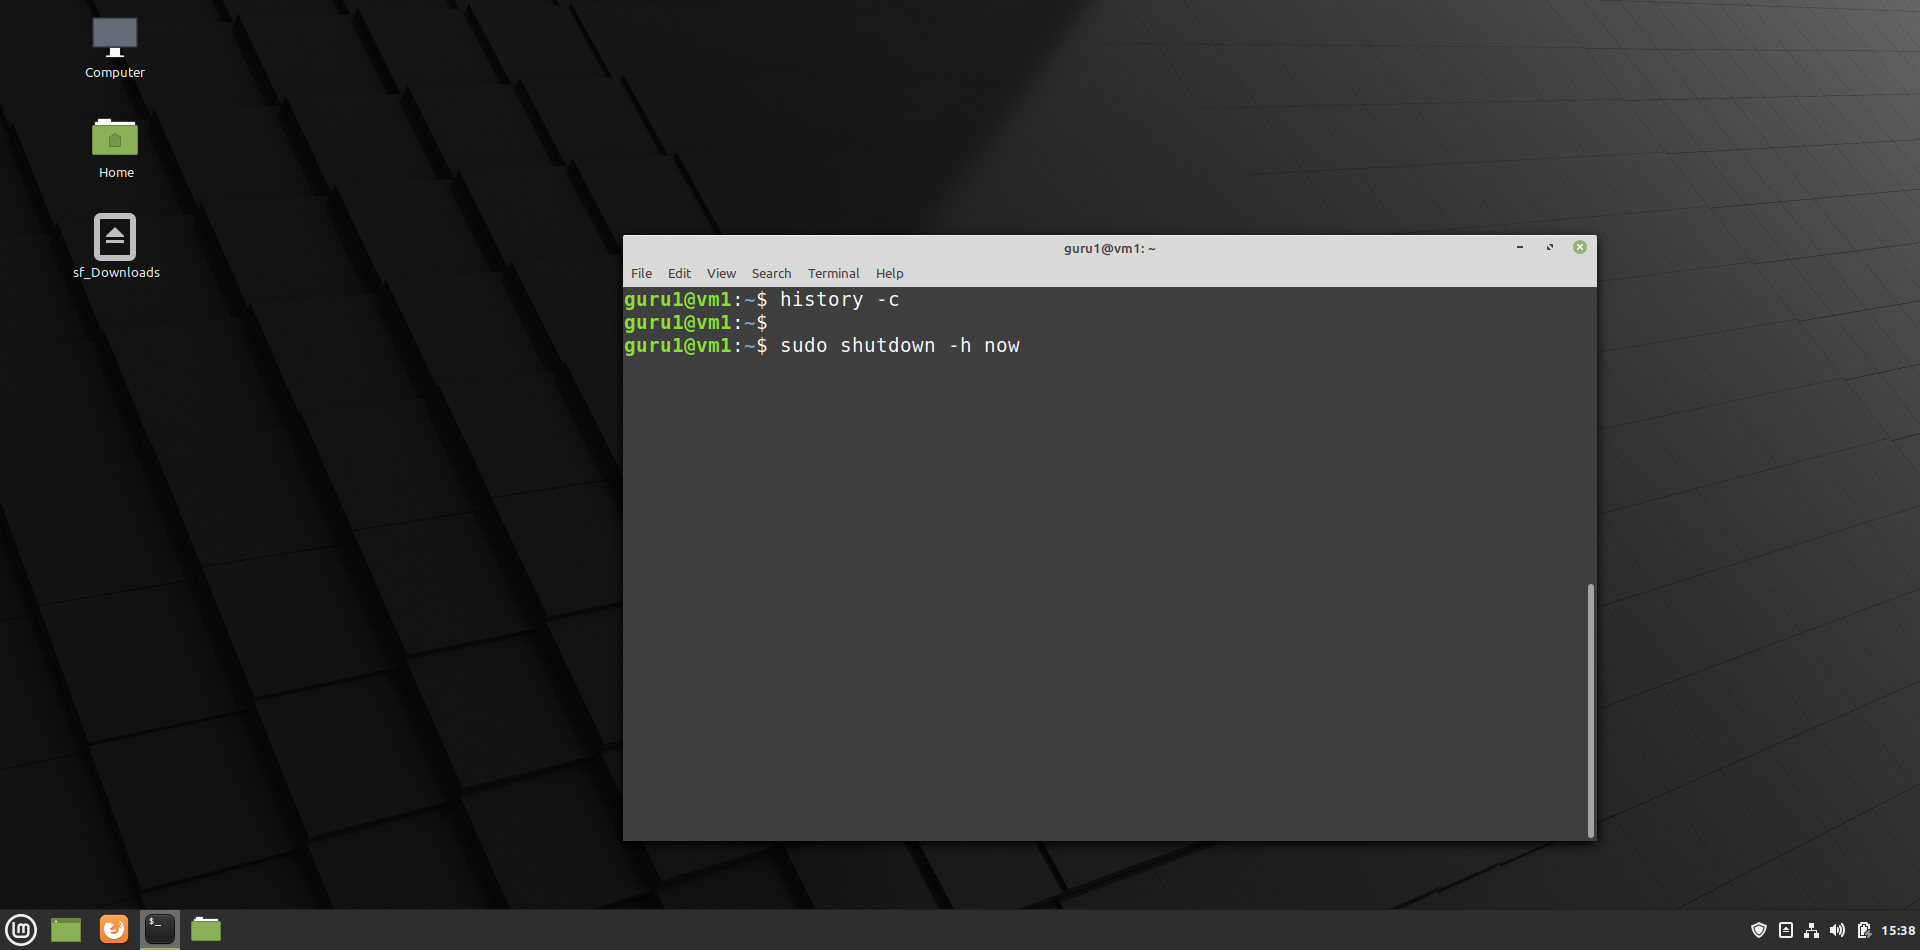 Computer
Home
sf_Downloads
guru1@vm1: ~
File Edit View Search Terminal Help
guru1@vm1:~$ history -c
guru1@vm1:~$
guru1@vm1:~$ sudo shutdown -h now
$_
lm
15:38